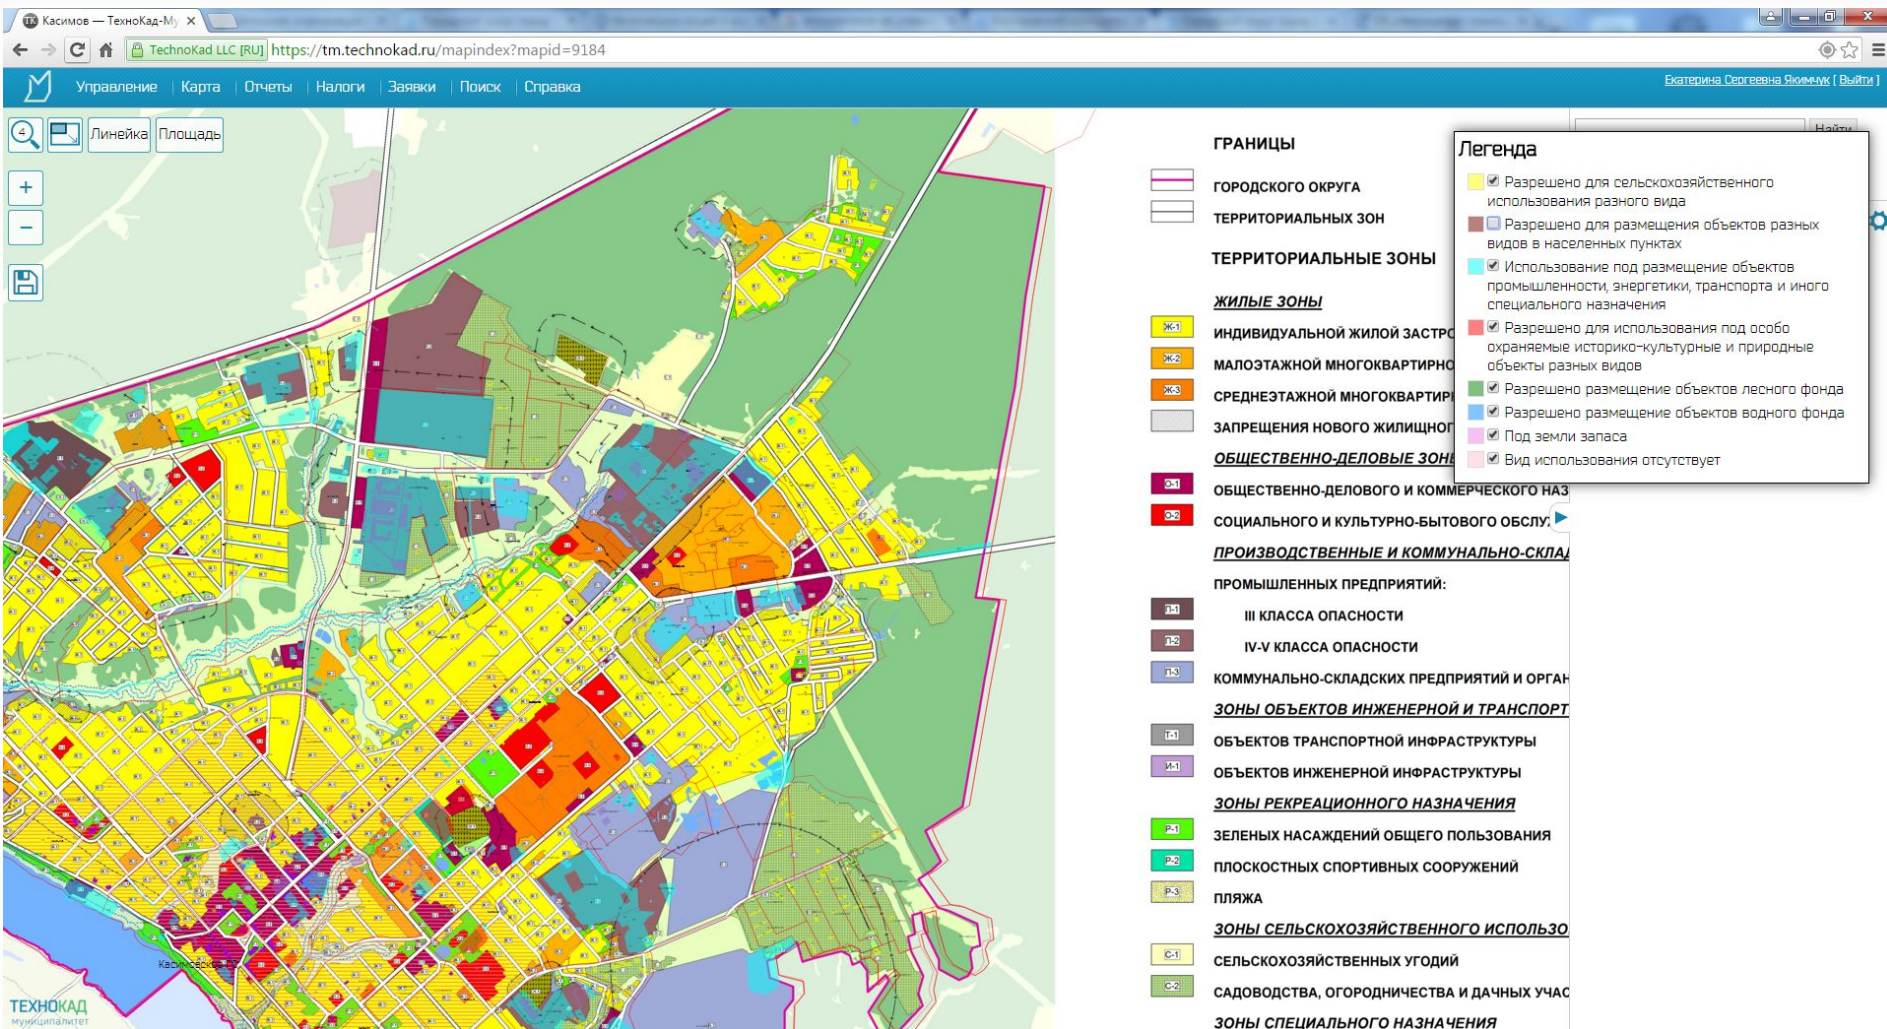 Касимов — ТехноКад-Му
TechnoKad LLC [RU] https://tm.technokad.ru/mapindex?mapid=9184
Управление Карта Отчеты Налоги Заявки Поиск Справка
Екатерина Сергеевна Якимчук [ Выйти ]
4 Линейка Площадь
+
−
Касимовское
ТЕХНОКАД
муниципалитет
ГРАНИЦЫ
ГОРОДСКОГО ОКРУГА
ТЕРРИТОРИАЛЬНЫХ ЗОН
ТЕРРИТОРИАЛЬНЫЕ ЗОНЫ
ЖИЛЫЕ ЗОНЫ
Ж-1 ИНДИВИДУАЛЬНОЙ ЖИЛОЙ ЗАСТРО
Ж-2 МАЛОЭТАЖНОЙ МНОГОКВАРТИРНО
Ж-3 СРЕДНЕЭТАЖНОЙ МНОГОКВАРТИР
ЗАПРЕЩЕНИЯ НОВОГО ЖИЛИЩНОГ
ОБЩЕСТВЕННО-ДЕЛОВЫЕ ЗОНЫ
О-1 ОБЩЕСТВЕННО-ДЕЛОВОГО И КОММЕРЧЕСКОГО НАЗ
О-2 СОЦИАЛЬНОГО И КУЛЬТУРНО-БЫТОВОГО ОБСЛУ
ПРОИЗВОДСТВЕННЫЕ И КОММУНАЛЬНО-СКЛАД
ПРОМЫШЛЕННЫХ ПРЕДПРИЯТИЙ:
П-1 III КЛАССА ОПАСНОСТИ
П-2 IV-V КЛАССА ОПАСНОСТИ
П-3 КОММУНАЛЬНО-СКЛАДСКИХ ПРЕДПРИЯТИЙ И ОРГАН
ЗОНЫ ОБЪЕКТОВ ИНЖЕНЕРНОЙ И ТРАНСПОРТ
Т-1 ОБЪЕКТОВ ТРАНСПОРТНОЙ ИНФРАСТРУКТУРЫ
И-1 ОБЪЕКТОВ ИНЖЕНЕРНОЙ ИНФРАСТРУКТУРЫ
ЗОНЫ РЕКРЕАЦИОННОГО НАЗНАЧЕНИЯ
Р-1 ЗЕЛЕНЫХ НАСАЖДЕНИЙ ОБЩЕГО ПОЛЬЗОВАНИЯ
Р-2 ПЛОСКОСТНЫХ СПОРТИВНЫХ СООРУЖЕНИЙ
Р-3 ПЛЯЖА
ЗОНЫ СЕЛЬСКОХОЗЯЙСТВЕННОГО ИСПОЛЬЗО
С-1 СЕЛЬСКОХОЗЯЙСТВЕННЫХ УГОДИЙ
С-2 САДОВОДСТВА, ОГОРОДНИЧЕСТВА И ДАЧНЫХ УЧАС
ЗОНЫ СПЕЦИАЛЬНОГО НАЗНАЧЕНИЯ
Найти
Легенда
Разрешено для сельскохозяйственного
использования разного вида
Разрешено для размещения объектов разных
видов в населенных пунктах
Использование под размещение объектов
промышленности, энергетики, транспорта и иного
специального назначения
Разрешено для использования под особо
охраняемые историко-культурные и природные
объекты разных видов
Разрешено размещение объектов лесного фонда
Разрешено размещение объектов водного фонда
Под земли запаса
Вид использования отсутствует